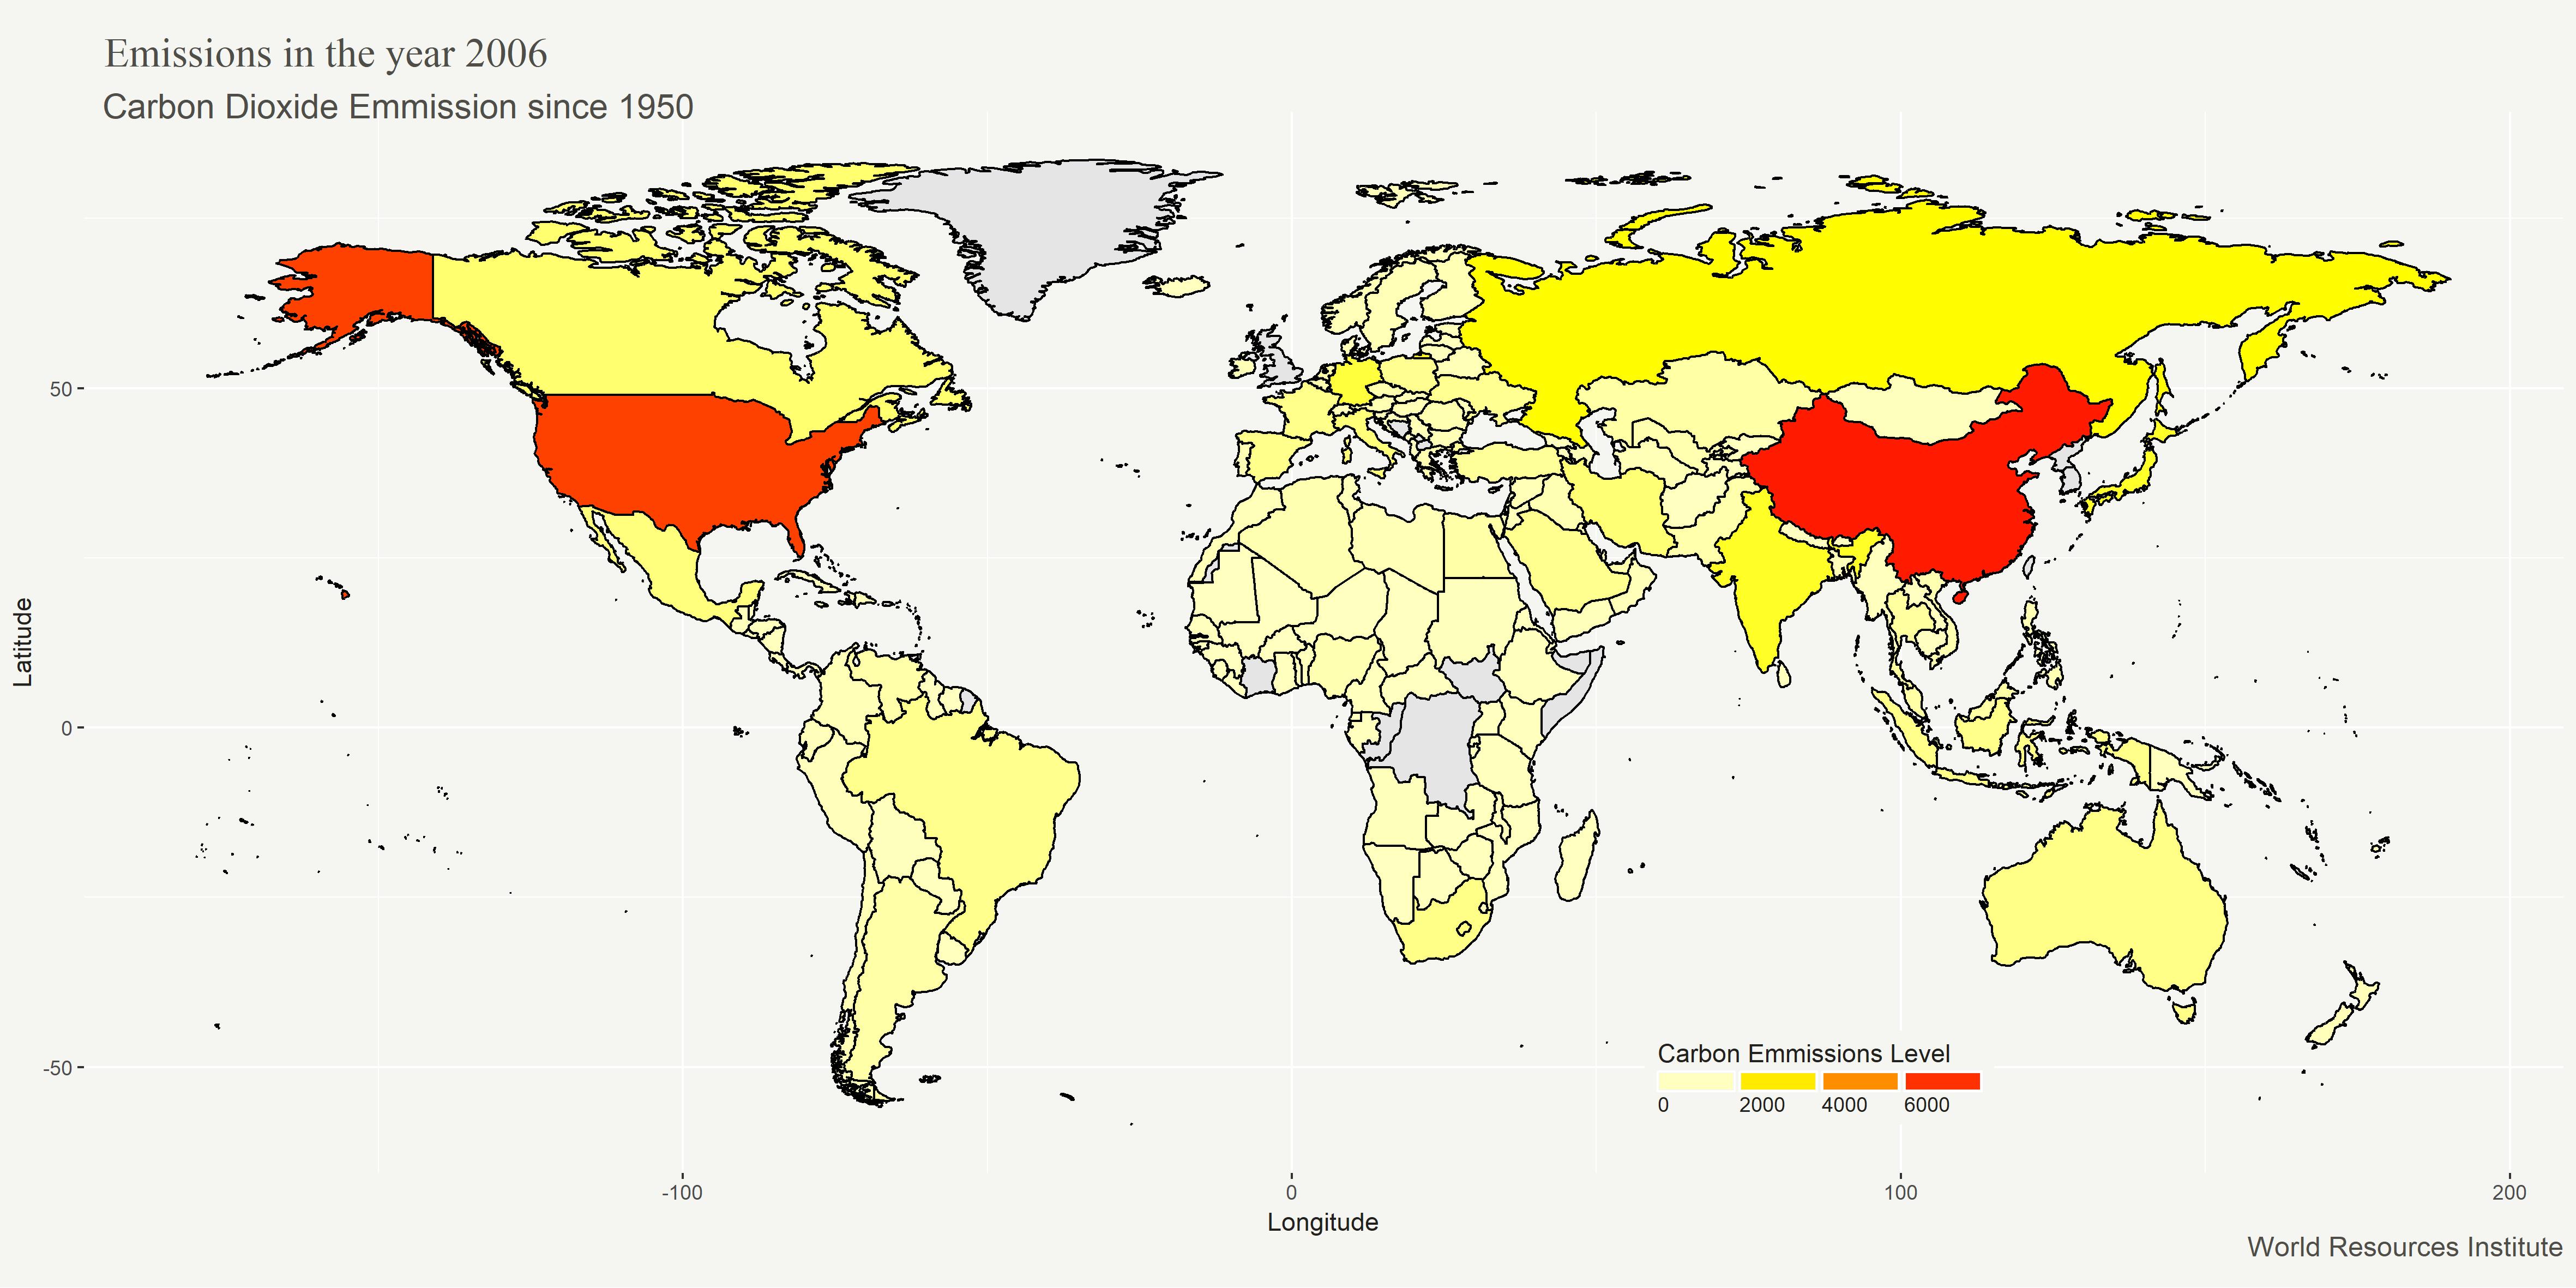 Emissions in the year 2006
Carbon Dioxide Emmission since 1950
Latitude
50
0
-50
Carbon Emmissions Level
0 2000 4000 6000
-100 0 100 200
Longitude
World Resources Institute